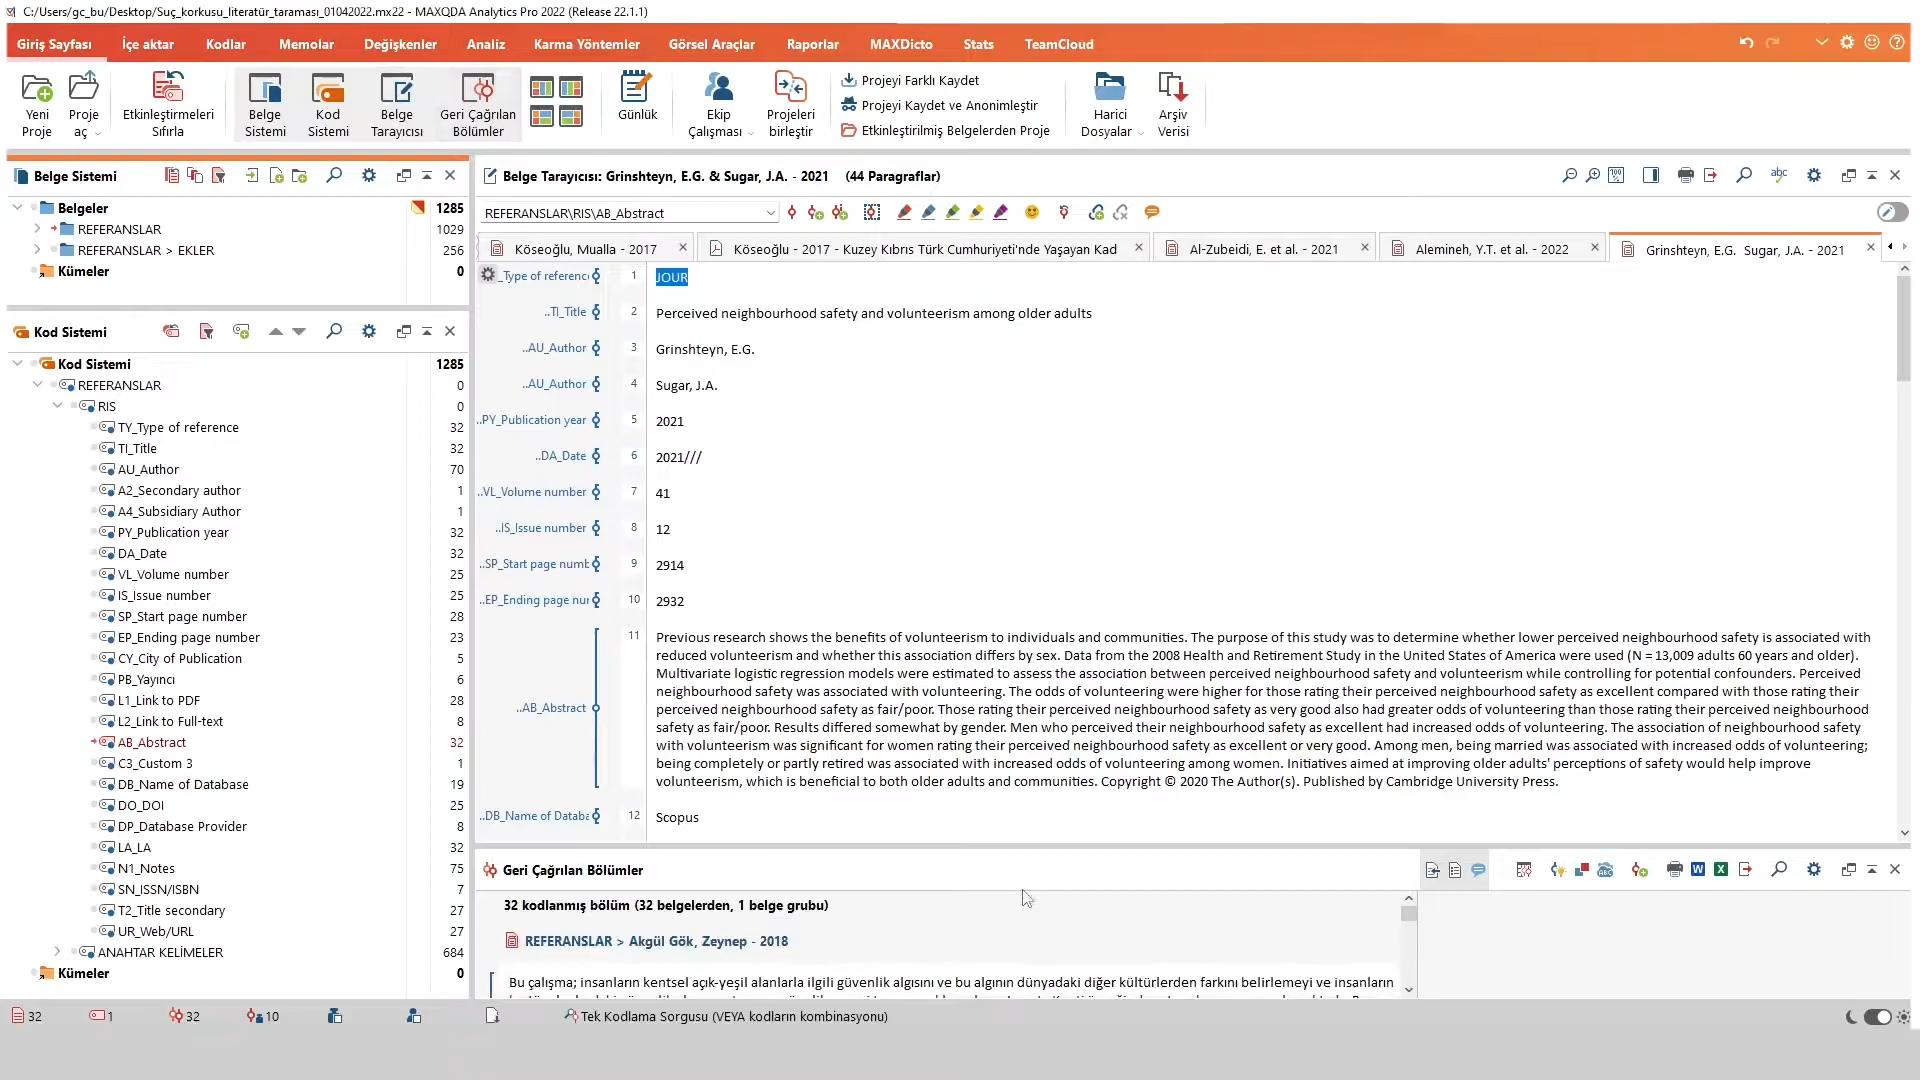 C:/Users/gc_bu/Desktop/Suç_korkusu_literatür_taraması_01042022.mx22 - MAXQDA Analytics Pro 2022 (Release 22.1.1)
Giriş Sayfası İçe aktar Kodlar Memolar Değişkenler Analiz Karma Yöntemler Görsel Araçlar Raporlar MAXDicto Stats TeamCloud
Yeni Proje
Proje aç
Etkinleştirmeleri Sıfırla
Belge Sistemi
Kod Sistemi
Belge Tarayıcısı
Geri Çağrılan Bölümler
Günlük
Ekip Çalışması
Projeleri birleştir
Projeyi Farklı Kaydet
Projeyi Kaydet ve Anonimleştir
Etkinleştirilmiş Belgelerden Proje
Harici Dosyalar
Arşiv Verisi
Belge Sistemi
Belgeler 1285
REFERANSLAR 1029
REFERANSLAR > EKLER 256
Kümeler 0
Kod Sistemi
Kod Sistemi 1285
REFERANSLAR 0
RIS 0
TY_Type of reference 32
TI_Title 32
AU_Author 70
A2_Secondary author 1
A4_Subsidiary Author 1
PY_Publication year 32
DA_Date 32
VL_Volume number 25
IS_Issue number 25
SP_Start page number 28
EP_Ending page number 23
CY_City of Publication 5
PB_Yayıncı 6
L1_Link to PDF 28
L2_Link to Full-text 8
AB_Abstract 32
C3_Custom 3 1
DB_Name of Database 19
DO_DOI 25
DP_Database Provider 8
LA_LA 32
N1_Notes 75
SN_ISSN/ISBN 7
T2_Title secondary 27
UR_Web/URL 27
ANAHTAR KELİMELER 684
Kümeler 0
Belge Tarayıcısı: Grinshteyn, E.G. & Sugar, J.A. - 2021 (44 Paragraflar)
REFERANSLAR\RIS\AB_Abstract
Köseoğlu, Mualla - 2017
Köseoğlu - 2017 - Kuzey Kıbrıs Türk Cumhuriyeti'nde Yaşayan Kad
Al-Zubeidi, E. et al. - 2021
Alemineh, Y.T. et al. - 2022
Grinshteyn, E.G. Sugar, J.A. - 2021
_Type of referenc 1 JOUR
..TI_Title 2 Perceived neighbourhood safety and volunteerism among older adults
..AU_Author 3 Grinshteyn, E.G.
..AU_Author 4 Sugar, J.A.
..PY_Publication year 5 2021
..DA_Date 6 2021///
..VL_Volume number 7 41
..IS_Issue number 8 12
..SP_Start page numb 9 2914
..EP_Ending page nu 10 2932
..AB_Abstract 11 Previous research shows the benefits of volunteerism to individuals and communities. The purpose of this study was to determine whether lower perceived neighbourhood safety is associated with
reduced volunteerism and whether this association differs by sex. Data from the 2008 Health and Retirement Study in the United States of America were used (N = 13,009 adults 60 years and older).
Multivariate logistic regression models were estimated to assess the association between perceived neighbourhood safety and volunteerism while controlling for potential confounders. Perceived
neighbourhood safety was associated with volunteering. The odds of volunteering were higher for those rating their perceived neighbourhood safety as excellent compared with those rating their
perceived neighbourhood safety as fair/poor. Those rating their perceived neighbourhood safety as very good also had greater odds of volunteering than those rating their perceived neighbourhood
safety as fair/poor. Results differed somewhat by gender. Men who perceived their neighbourhood safety as excellent had increased odds of volunteering. The association of neighbourhood safety
with volunteerism was significant for women rating their perceived neighbourhood safety as excellent or very good. Among men, being married was associated with increased odds of volunteering;
being completely or partly retired was associated with increased odds of volunteering among women. Initiatives aimed at improving older adults' perceptions of safety would help improve
volunteerism, which is beneficial to both older adults and communities. Copyright © 2020 The Author(s). Published by Cambridge University Press.
..DB_Name of Databa 12 Scopus
Geri Çağrılan Bölümler
32 kodlanmış bölüm (32 belgelerden, 1 belge grubu)
REFERANSLAR > Akgül Gök, Zeynep - 2018
Bu çalışma; insanların kentsel açık-yeşil alanlarla ilgili güvenlik algısını ve bu algının dünyadaki diğer kültürlerden farkını belirlemeyi ve insanların
32 1 32 10 Tek Kodlama Sorgusu (VEYA kodların kombinasyonu)